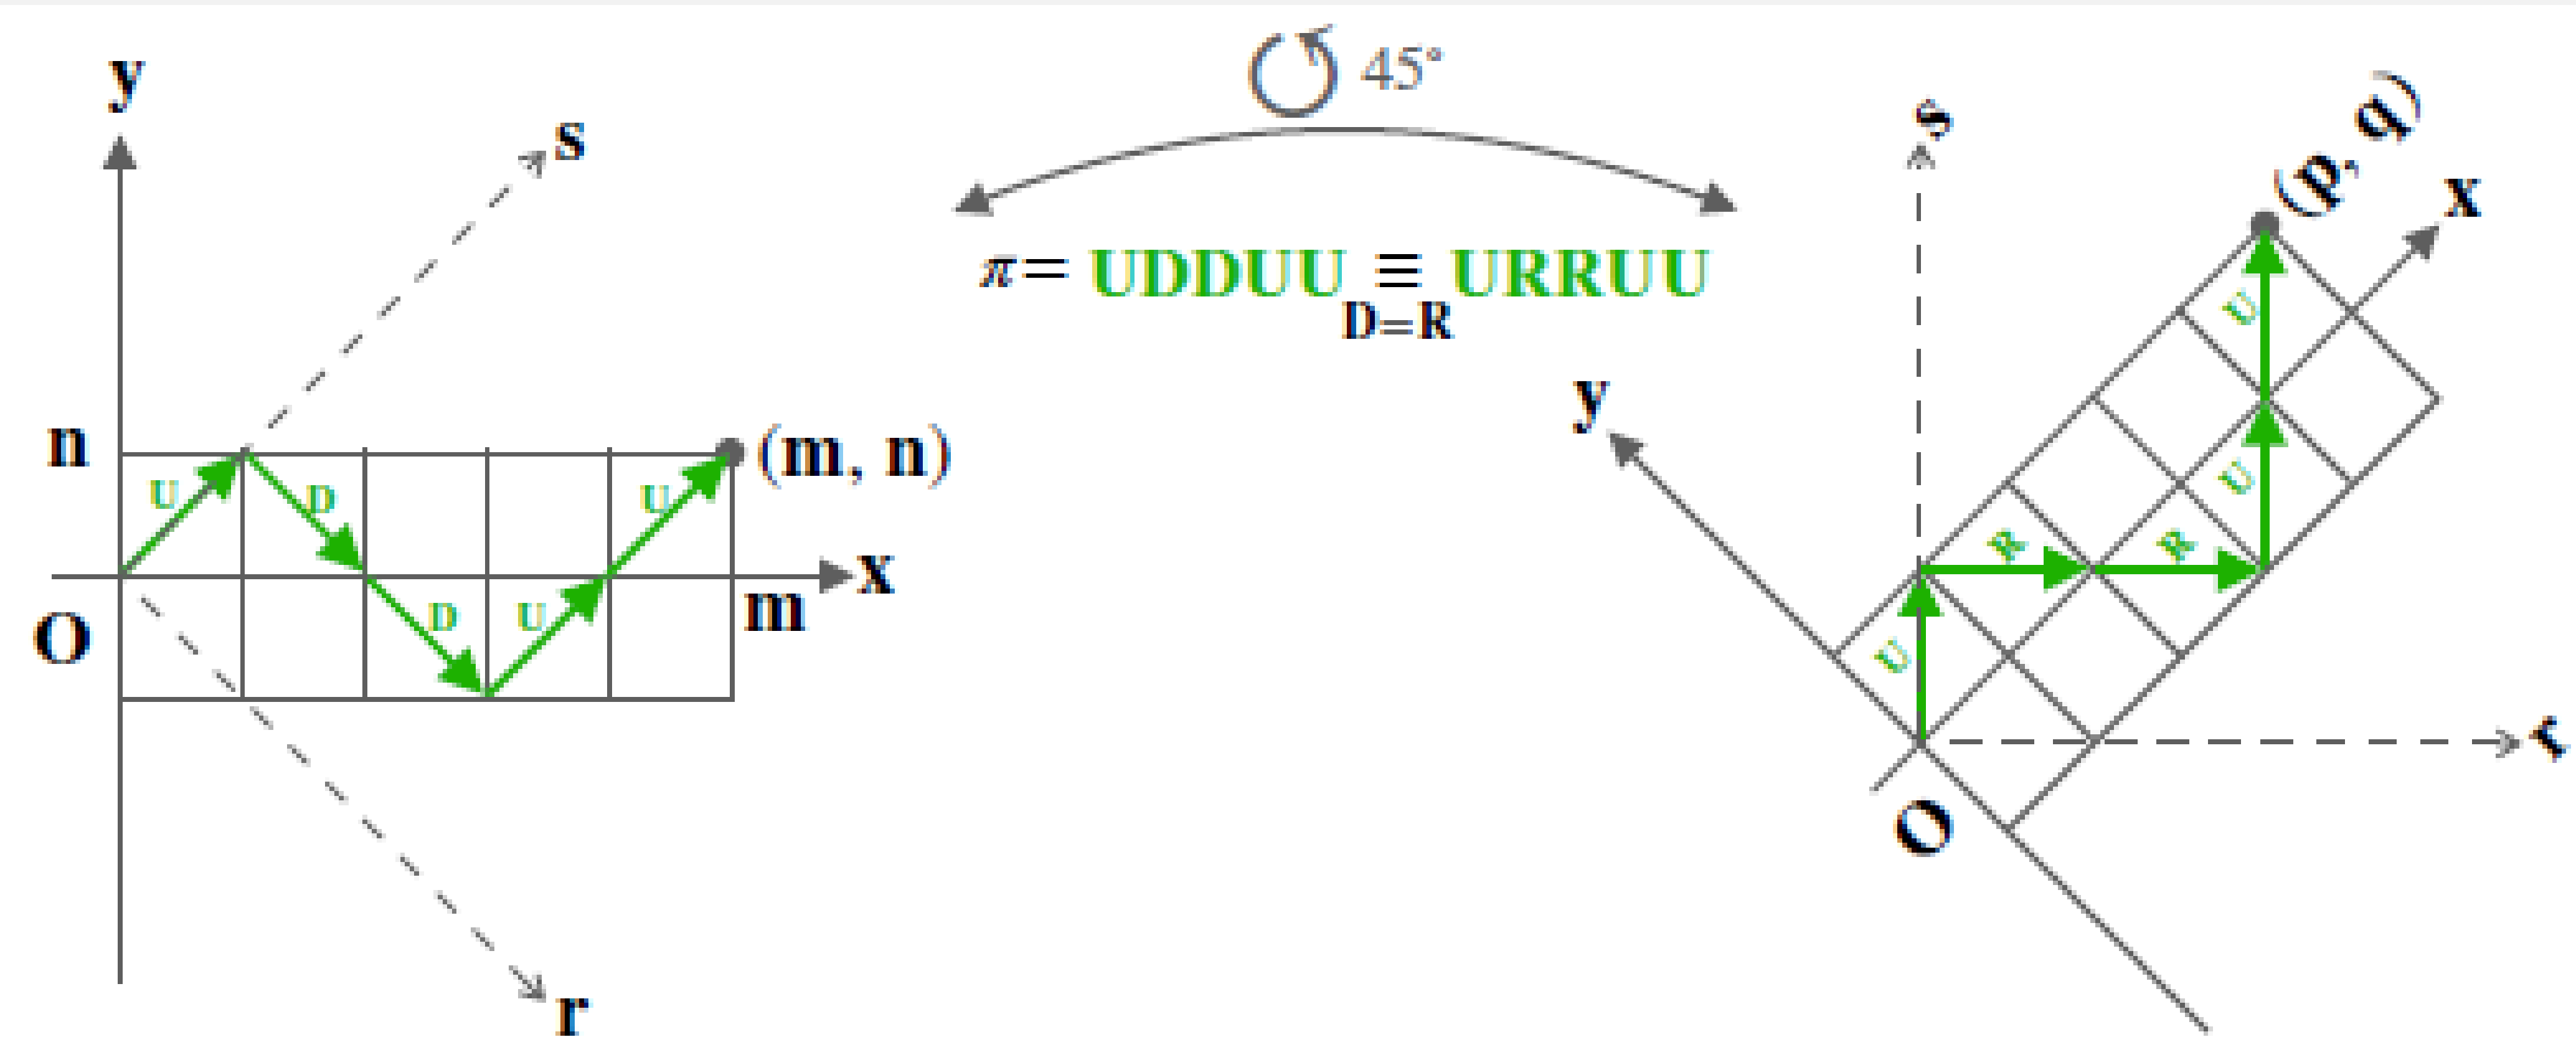 y
s
n
U
D
D
U
U
(m, n)
x
O
m
r
45°
π= UDDUU ≡ URRUU
D=R
s
(p, q)
x
y
U
R
R
U
U
O
r